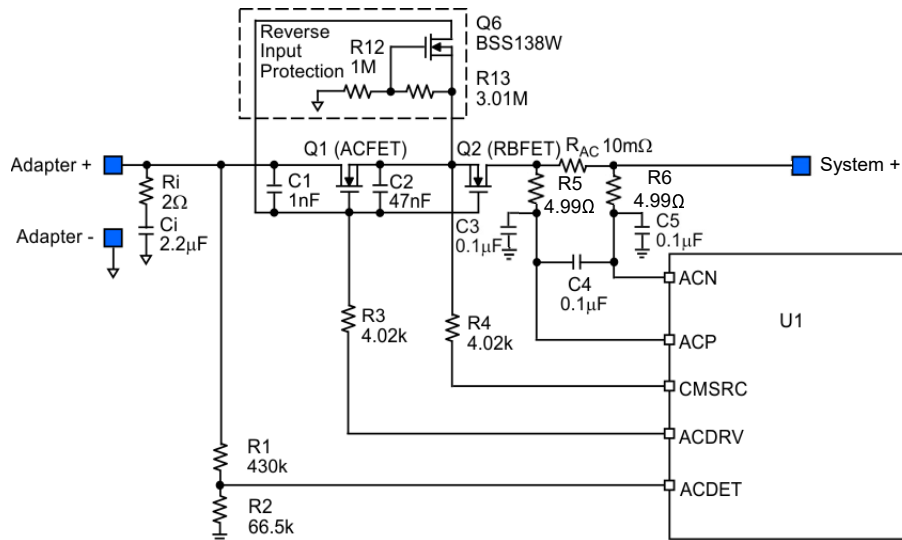 Reverse
Input
Protection
R12
1M
Q6
BSS138W
R13
3.01M
Adapter +
Q1 (ACFET)
Q2 (RBFET)
RAC 10mΩ
System +
Ri
2Ω
Ci
2.2μF
C1
1nF
C2
47nF
C3
0.1μF
R5
4.99Ω
R6
4.99Ω
C5
0.1μF
Adapter -
C4
0.1μF
ACN
U1
R3
4.02k
R4
4.02k
ACP
CMSRC
ACDRV
R1
430k
ACDET
R2
66.5k